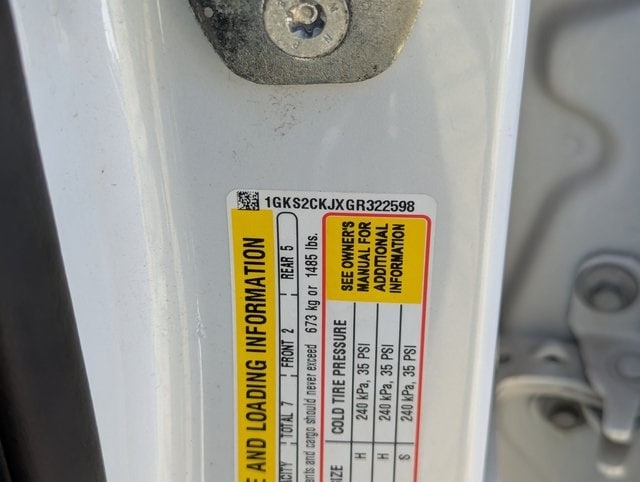 1GKS2CKJXGR322598
E AND LOADING INFORMATION
ACITY TOTAL 7 FRONT 2 REAR 5
ents and cargo should never exceed 673 kg or 1485 lbs.
IZE COLD TIRE PRESSURE
SEE OWNER'S
MANUAL FOR
ADDITIONAL
INFORMATION
H 240 kPa, 35 PSI
H 240 kPa, 35 PSI
S 240 kPa, 35 PSI